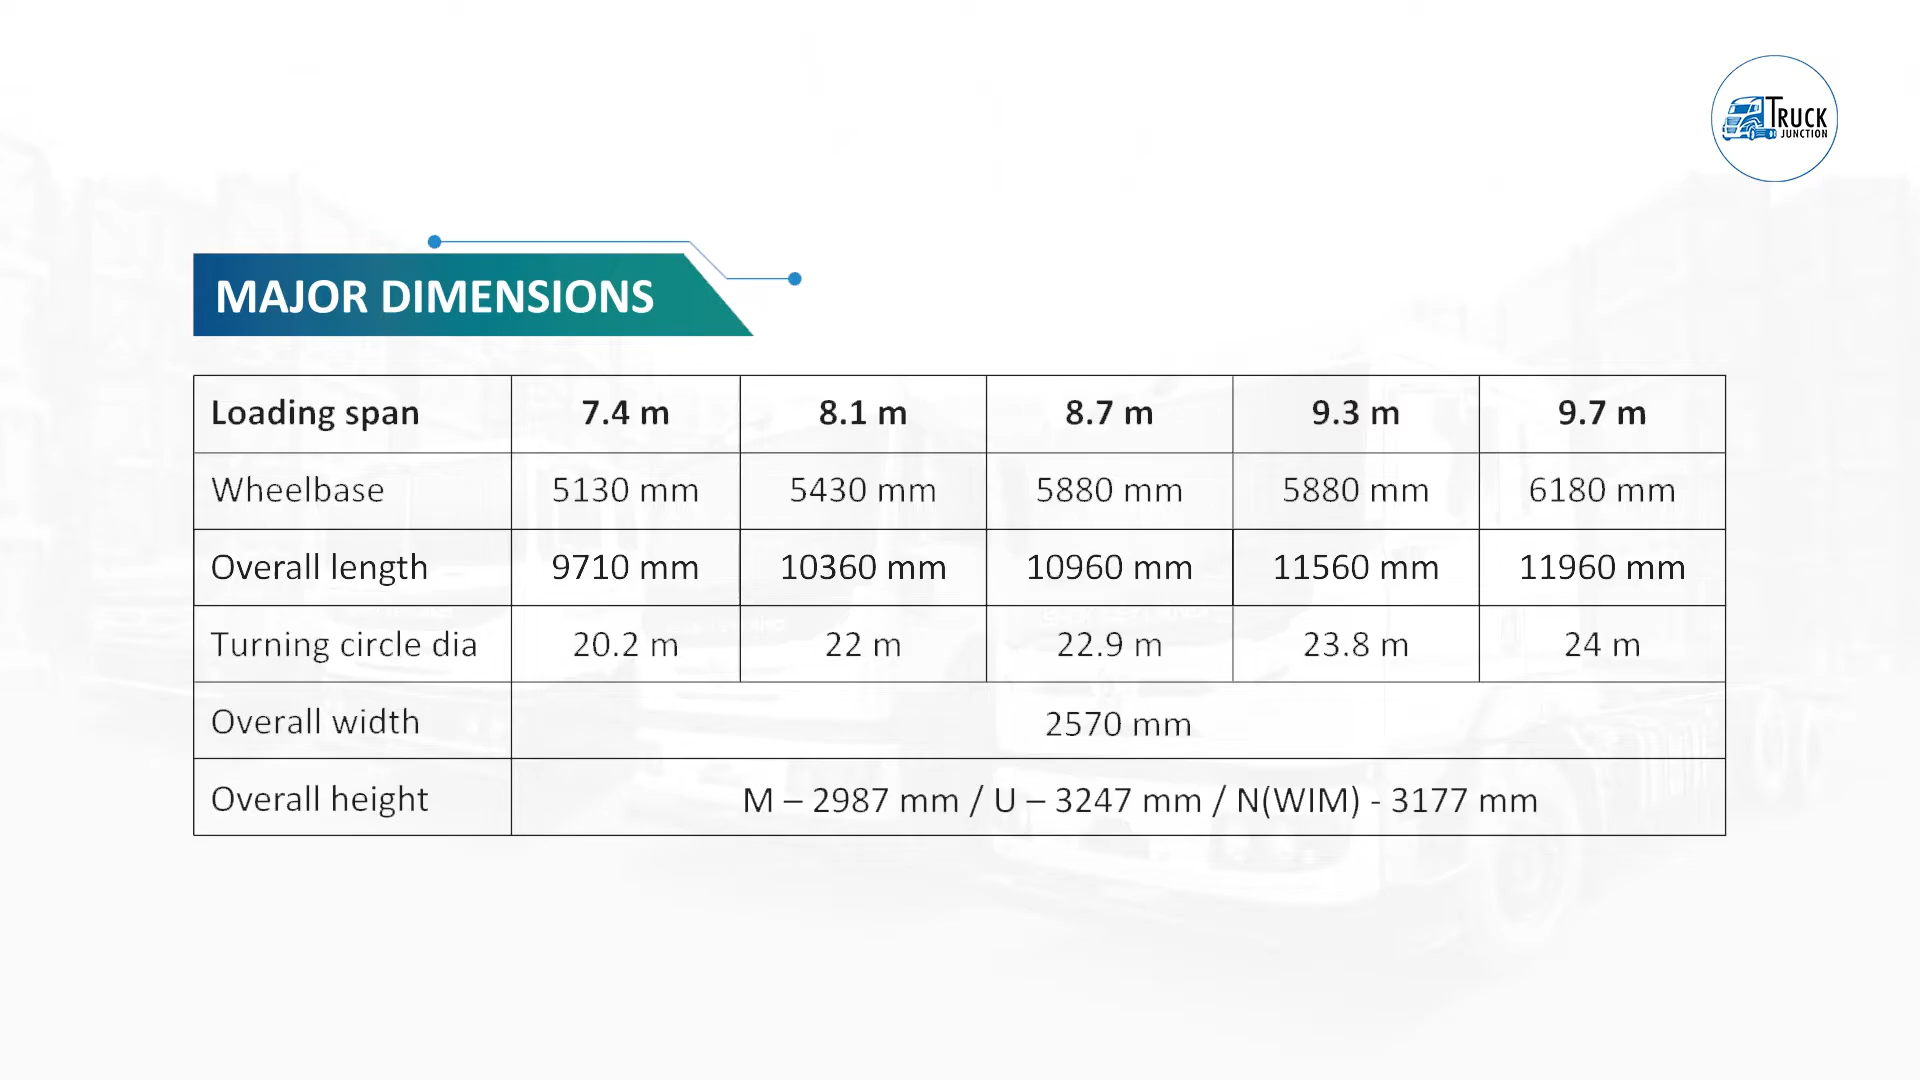 TRUCK
JUNCTION
MAJOR DIMENSIONS
Loading span 7.4 m 8.1 m 8.7 m 9.3 m 9.7 m
Wheelbase 5130 mm 5430 mm 5880 mm 5880 mm 6180 mm
Overall length 9710 mm 10360 mm 10960 mm 11560 mm 11960 mm
Turning circle dia 20.2 m 22 m 22.9 m 23.8 m 24 m
Overall width 2570 mm
Overall height M – 2987 mm / U – 3247 mm / N(WIM) - 3177 mm